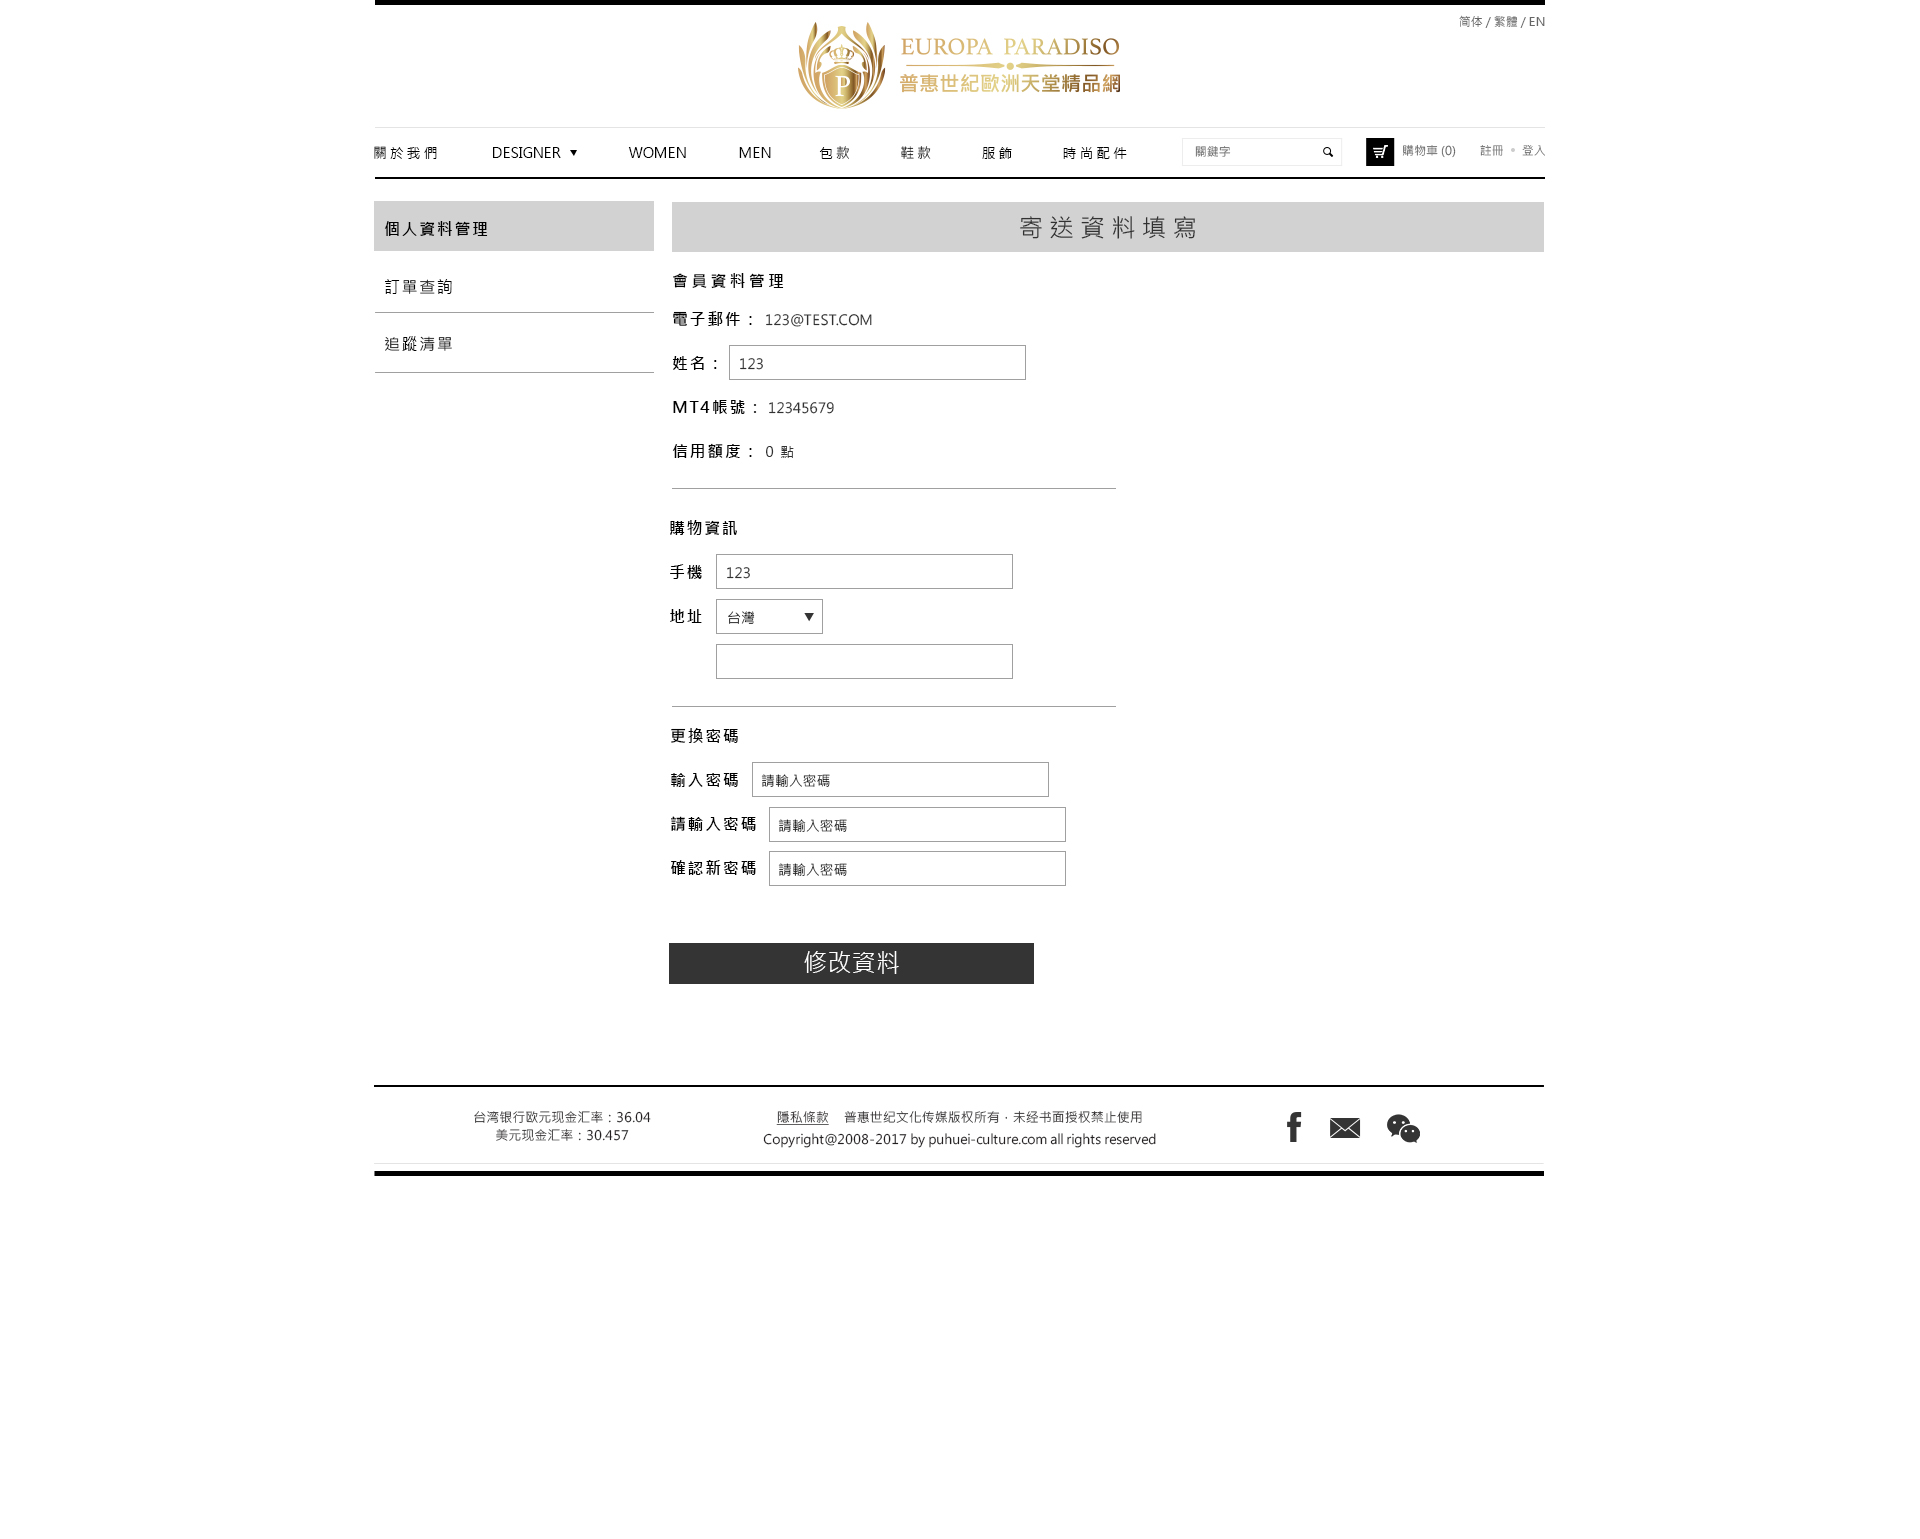 简体 / 繁體 / EN
EUROPA PARADISO
P
普惠世紀歐洲天堂精品網
關於我們 DESIGNER ▼ WOMEN MEN 包款 鞋款 服飾 時尚配件 關鍵字 購物車 (0) 註冊 • 登入
個人資料管理
訂單查詢
追蹤清單
寄送資料填寫
會員資料管理
電子郵件： 123@TEST.COM
姓名： 123
MT4帳號： 12345679
信用額度： 0 點
購物資訊
手機 123
地址 台灣 ▼
更換密碼
輸入密碼 請輸入密碼
請輸入密碼 請輸入密碼
確認新密碼 請輸入密碼
修改資料
台湾银行欧元现金汇率：36.04
美元现金汇率：30.457
隱私條款 普惠世纪文化传媒版权所有，未经书面授权禁止使用
Copyright@2008-2017 by puhuei-culture.com all rights reserved